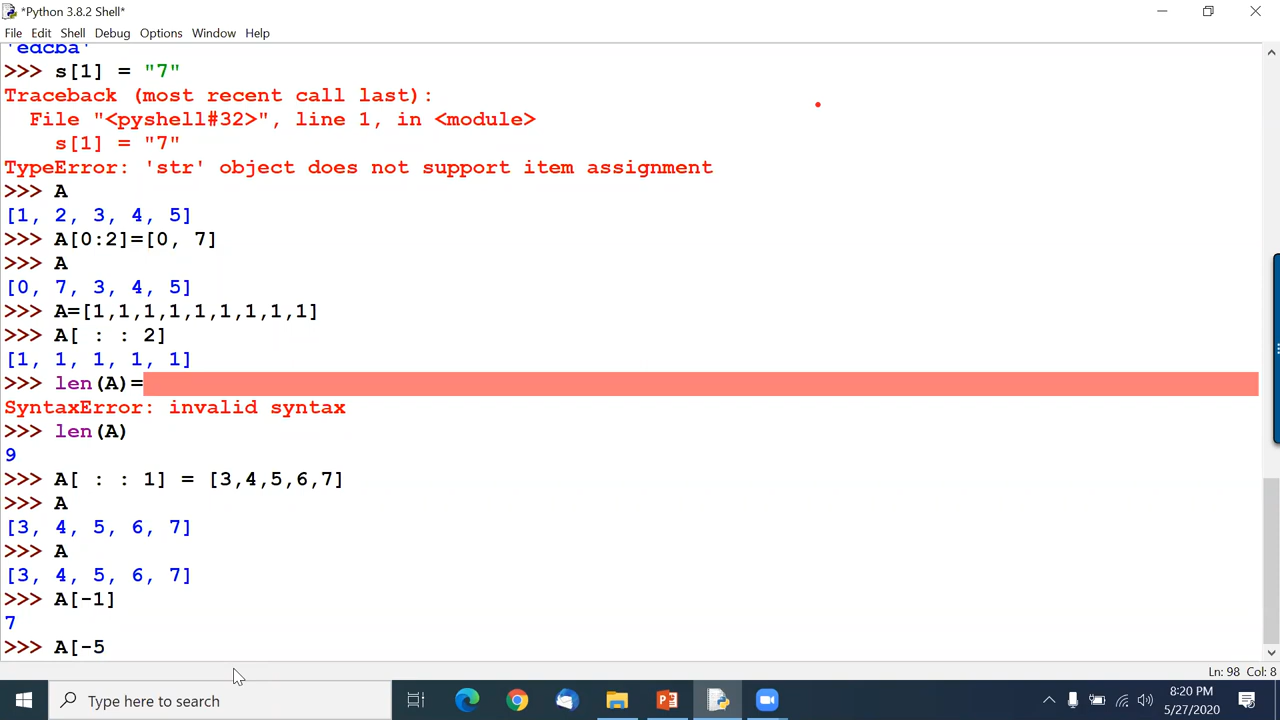 *Python 3.8.2 Shell*
File Edit Shell Debug Options Window Help
'edcba'
>>> s[1] = "7"
Traceback (most recent call last):
  File "<pyshell#32>", line 1, in <module>
    s[1] = "7"
TypeError: 'str' object does not support item assignment
>>> A
[1, 2, 3, 4, 5]
>>> A[0:2]=[0, 7]
>>> A
[0, 7, 3, 4, 5]
>>> A=[1,1,1,1,1,1,1,1,1]
>>> A[ : : 2]
[1, 1, 1, 1, 1]
>>> len(A)=
SyntaxError: invalid syntax
>>> len(A)
9
>>> A[ : : 1] = [3,4,5,6,7]
>>> A
[3, 4, 5, 6, 7]
>>> A
[3, 4, 5, 6, 7]
>>> A[-1]
7
>>> A[-5
Ln: 98 Col: 8
Type here to search
8:20 PM
5/27/2020